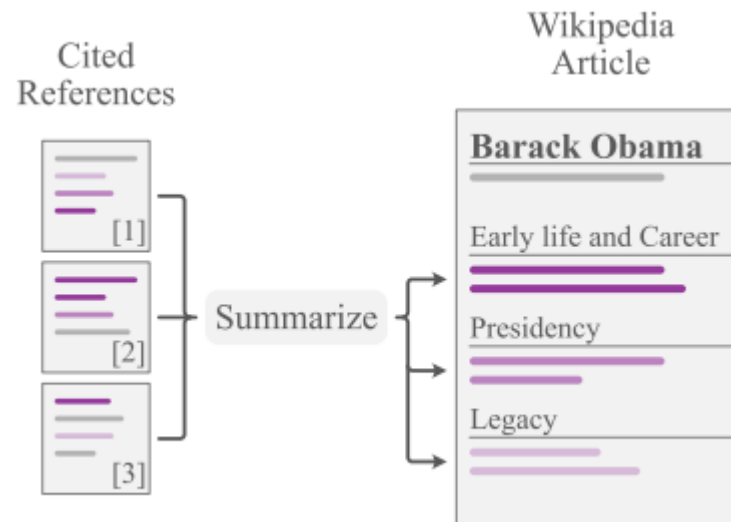 Cited
References
[1]
[2]
[3]
Summarize
Wikipedia
Article
Barack Obama
Early life and Career
Presidency
Legacy